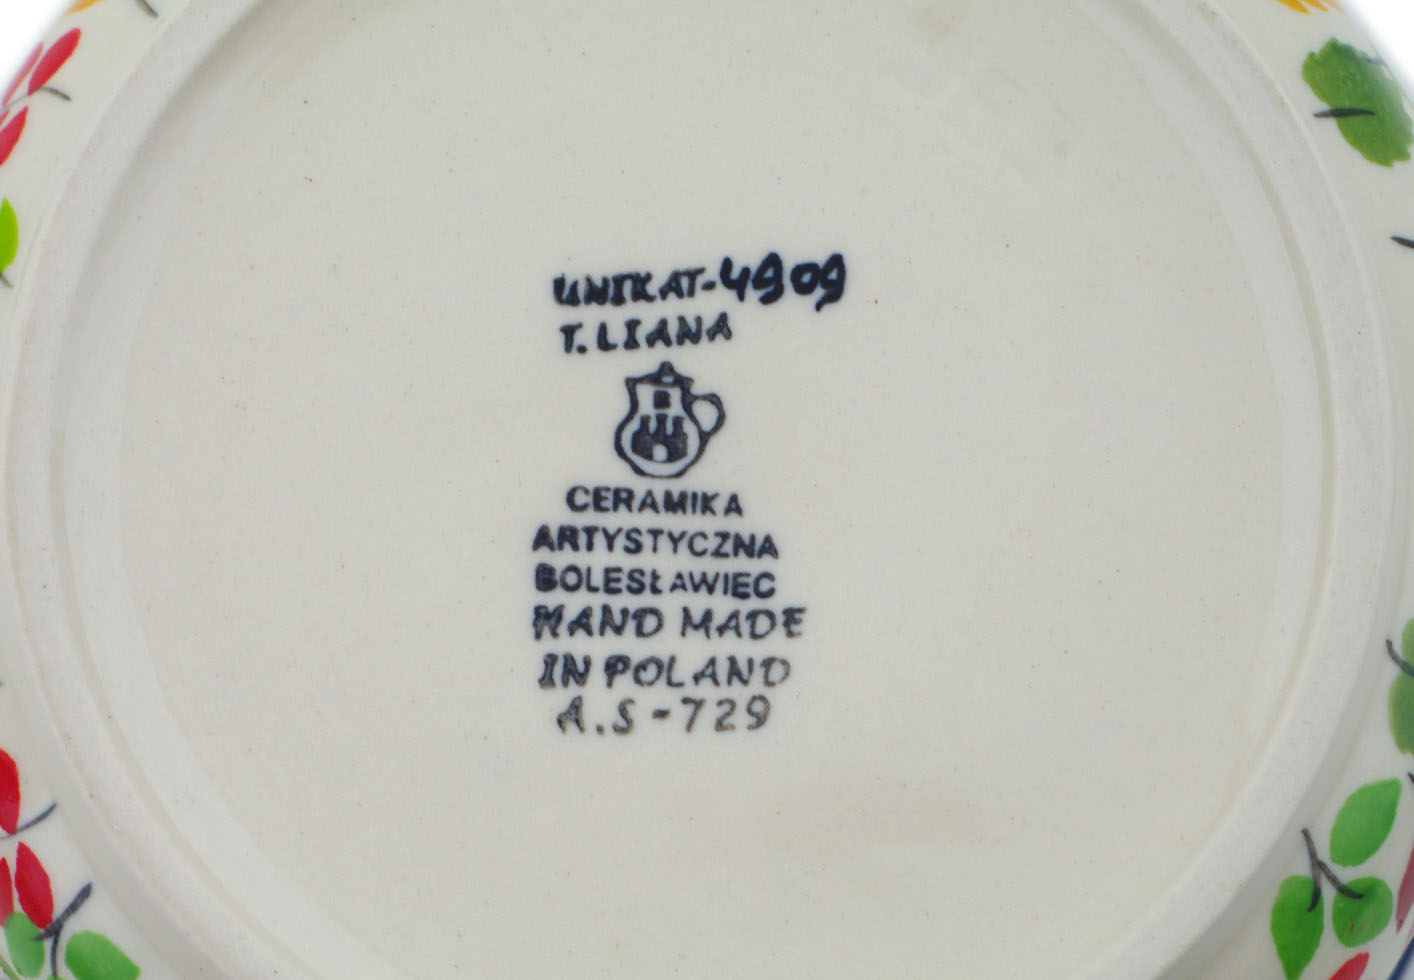 UNIKAT-4909
T. LIANA
B
CERAMIKA
ARTYSTYCZNA
BOLESŁAWIEC
HAND MADE
IN POLAND
A.S-729